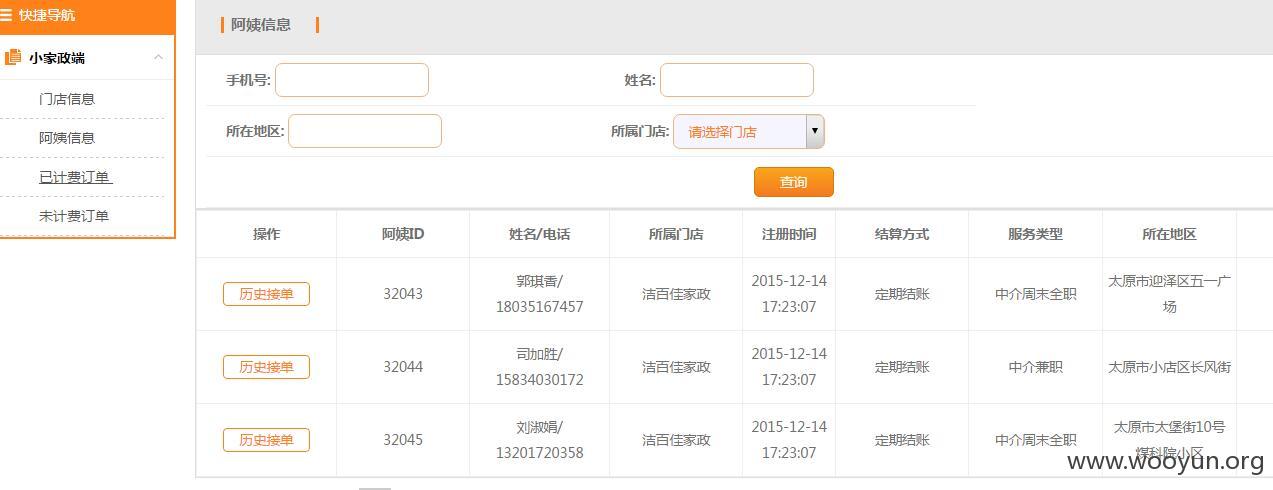 快捷导航
小家政端
门店信息
阿姨信息
已计费订单
未计费订单
阿姨信息
手机号:
姓名:
所在地区:
所属门店: 请选择门店
查询
操作 阿姨ID 姓名/电话 所属门店 注册时间 结算方式 服务类型 所在地区
历史接单 32043 郭琪香/ 18035167457 洁百佳家政 2015-12-14 17:23:07 定期结账 中介周末全职 太原市迎泽区五一广场
历史接单 32044 司加胜/ 15834030172 洁百佳家政 2015-12-14 17:23:07 定期结账 中介兼职 太原市小店区长风街
历史接单 32045 刘淑娟/ 13201720358 洁百佳家政 2015-12-14 17:23:07 定期结账 中介周末全职 太原市太堡街10号煤科院小区
www.wooyun.org